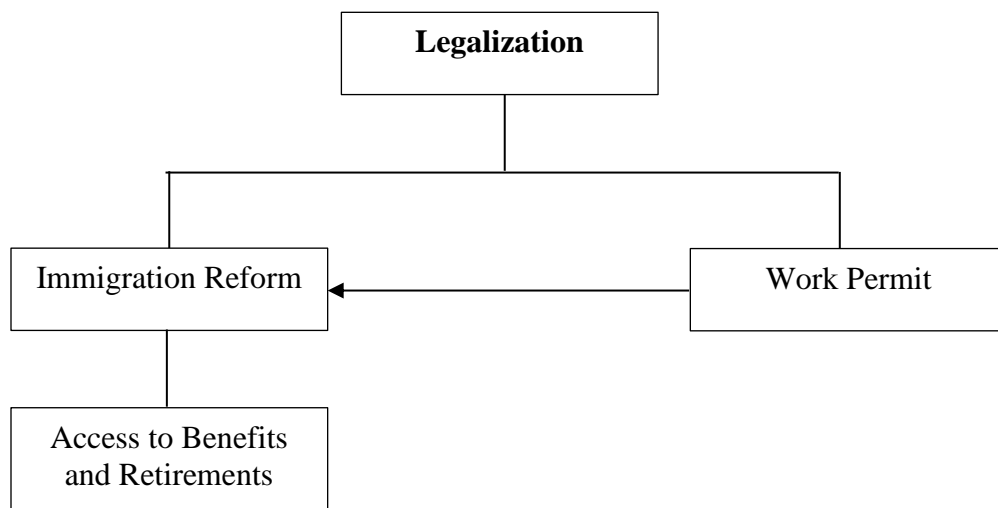 Legalization
Immigration Reform
Work Permit
Access to Benefits
and Retirements